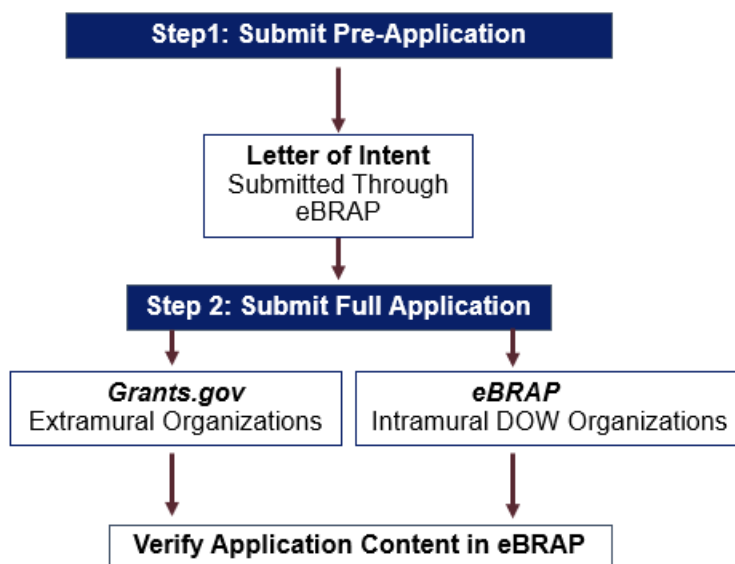 Step1: Submit Pre-Application
Letter of Intent
Submitted Through
eBRAP
Step 2: Submit Full Application
Grants.gov
Extramural Organizations
eBRAP
Intramural DOW Organizations
Verify Application Content in eBRAP